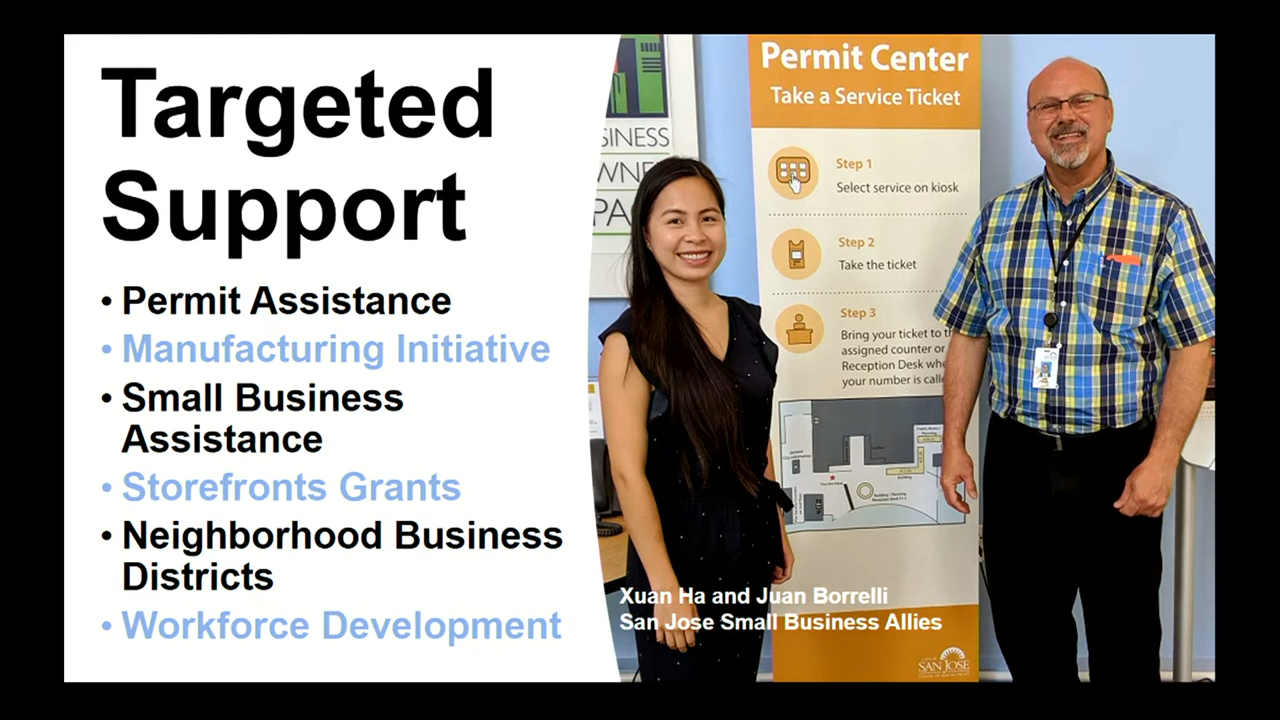 Targeted
Support
• Permit Assistance
• Manufacturing Initiative
• Small Business
Assistance
• Storefronts Grants
• Neighborhood Business
Districts
• Workforce Development
Permit Center
Take a Service Ticket
Step 1
Select service on kiosk
Step 2
Take the ticket
Step 3
Bring your ticket to
assigned counter or
Reception Desk
your number is
Building
Xuan Ha and Juan Borrelli
San Jose Small Business Allies
SAN JOSE